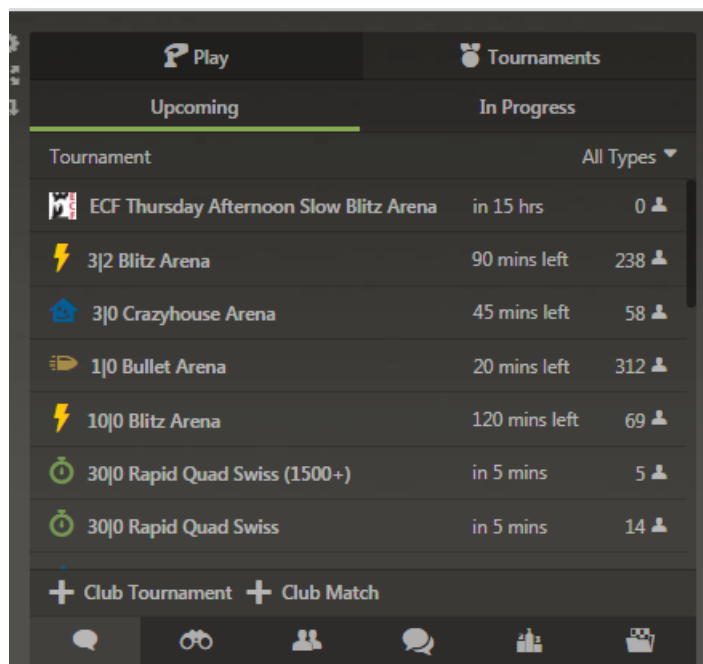 Play Tournaments
Upcoming In Progress
Tournament All Types
ECF Thursday Afternoon Slow Blitz Arena in 15 hrs 0
3|2 Blitz Arena 90 mins left 238
3|0 Crazyhouse Arena 45 mins left 58
1|0 Bullet Arena 20 mins left 312
10|0 Blitz Arena 120 mins left 69
30|0 Rapid Quad Swiss (1500+) in 5 mins 5
30|0 Rapid Quad Swiss in 5 mins 14
Club Tournament Club Match